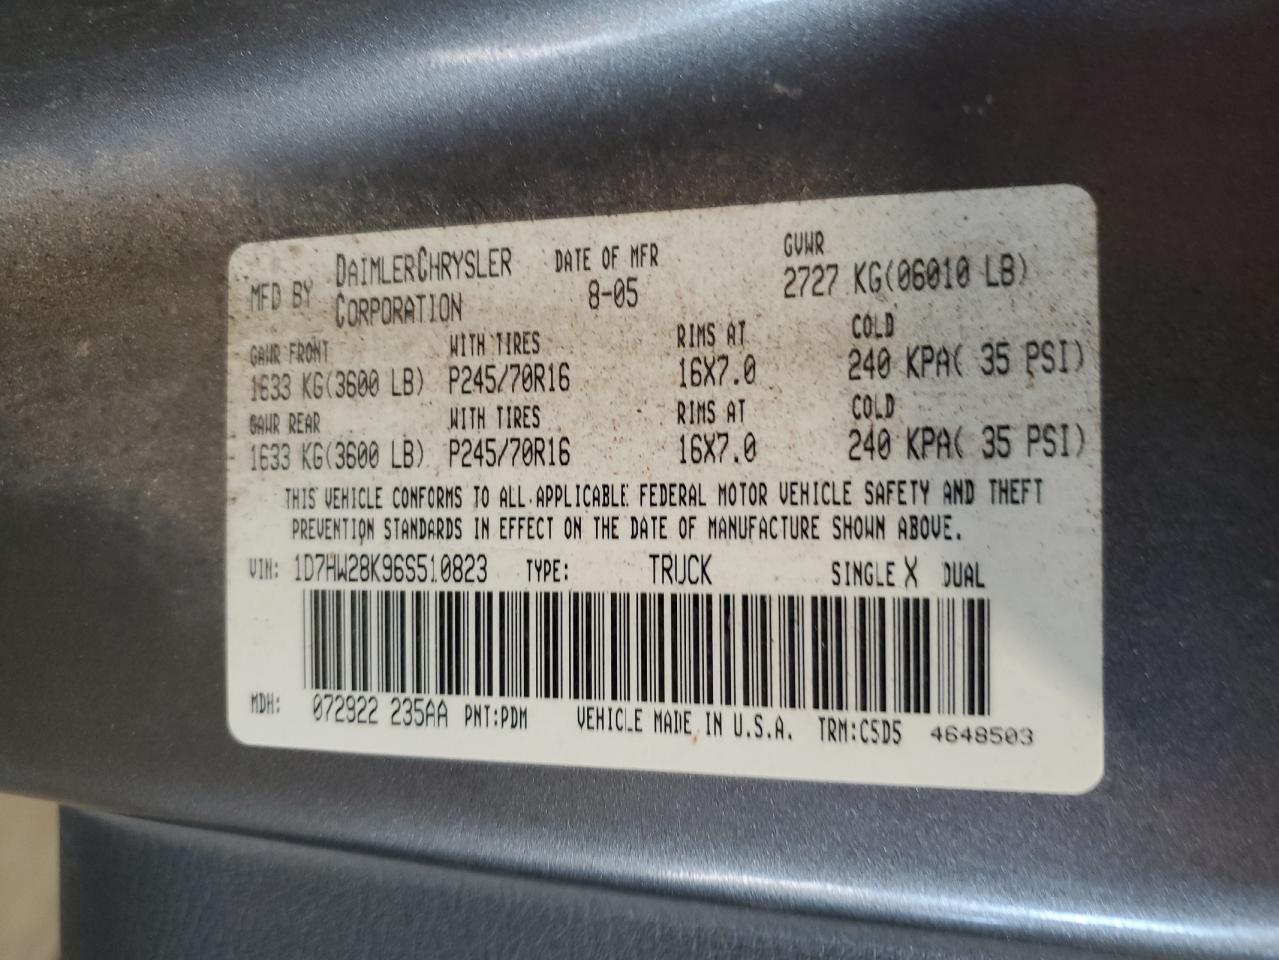 MFD BY DAIMLERCHRYSLER CORPORATION DATE OF MFR 8-05 GVWR 2727 KG(06010 LB)
GAWR FRONT WITH TIRES RIMS AT COLD
1633 KG(3600 LB) P245/70R16 16X7.0 240 KPA( 35 PSI)
GAWR REAR WITH TIRES RIMS AT COLD
1633 KG(3600 LB) P245/70R16 16X7.0 240 KPA( 35 PSI)
THIS VEHICLE CONFORMS TO ALL APPLICABLE FEDERAL MOTOR VEHICLE SAFETY AND THEFT
PREVENTION STANDARDS IN EFFECT ON THE DATE OF MANUFACTURE SHOWN ABOVE.
VIN: 1D7HW28K96S510823 TYPE: TRUCK SINGLE X DUAL
MDH: 072922 235AA PNT:PDM VEHICLE MADE IN U.S.A. TRM:C5D5 4648503